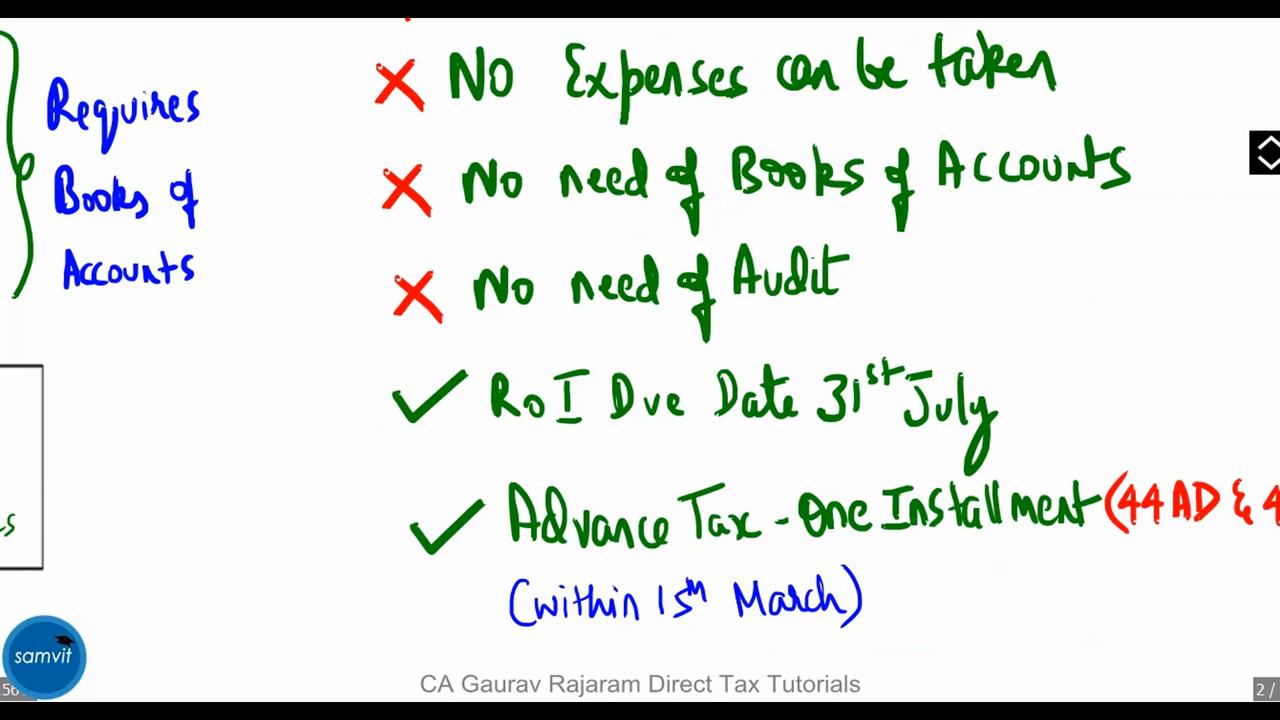 No Expenses can be taken
Requires
Books of
Accounts
No need of Books of Accounts
No need of Audit
RoI Due Date 31st July
Advance Tax - One Installment (44AD & 4
(within 15th March)
s
samvit
CA Gaurav Rajaram Direct Tax Tutorials
2 /